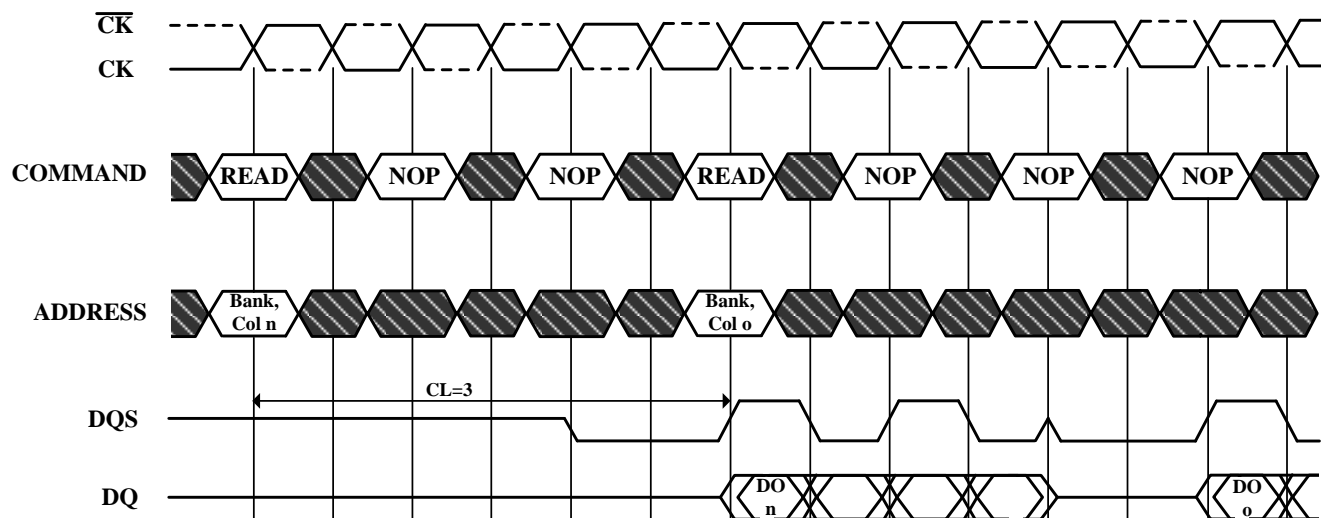 CK
CK
COMMAND READ NOP NOP READ NOP NOP NOP
ADDRESS Bank, Col n Bank, Col o
CL=3
DQS
DQ DO n DO o